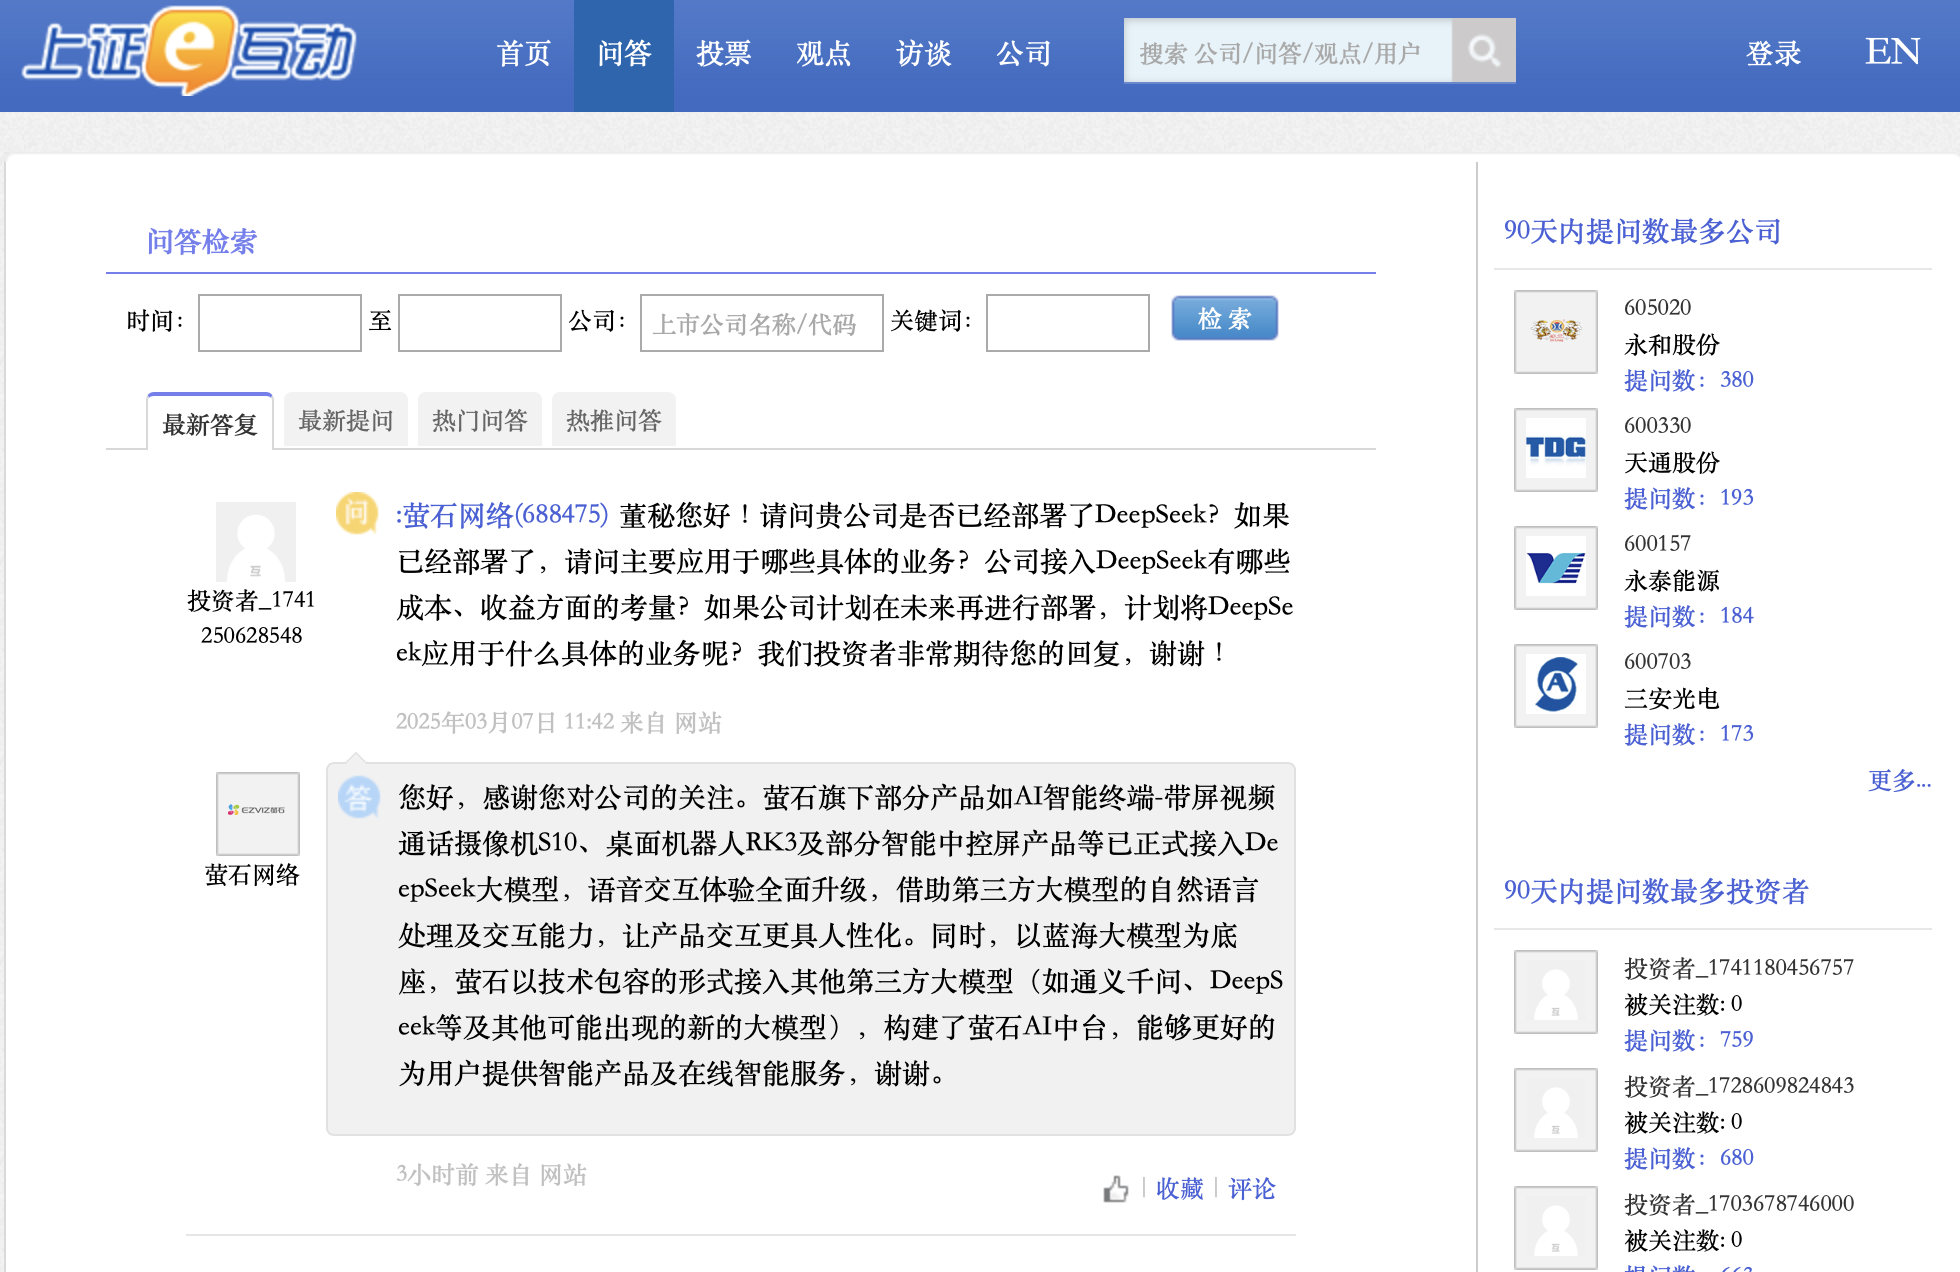 上证e互动
首页 问答 投票 观点 访谈 公司
搜索 公司/问答/观点/用户
登录 EN
问答检索
时间： 至 公司： 上市公司名称/代码 关键词： 检 索
最新答复 最新提问 热门问答 热推问答
投资者_1741
250628548
问
:萤石网络(688475) 董秘您好！请问贵公司是否已经部署了DeepSeek？如果
已经部署了，请问主要应用于哪些具体的业务？公司接入DeepSeek有哪些
成本、收益方面的考量？如果公司计划在未来再进行部署，计划将DeepSe
ek应用于什么具体的业务呢？我们投资者非常期待您的回复，谢谢！
2025年03月07日 11:42 来自 网站
EZVIZ萤石
萤石网络
答
您好，感谢您对公司的关注。萤石旗下部分产品如AI智能终端-带屏视频
通话摄像机S10、桌面机器人RK3及部分智能中控屏产品等已正式接入De
epSeek大模型，语音交互体验全面升级，借助第三方大模型的自然语言
处理及交互能力，让产品交互更具人性化。同时，以蓝海大模型为底
座，萤石以技术包容的形式接入其他第三方大模型（如通义千问、DeepS
eek等及其他可能出现的新的大模型），构建了萤石AI中台，能够更好的
为用户提供智能产品及在线智能服务，谢谢。
3小时前 来自 网站
收藏 评论
90天内提问数最多公司
605020
永和股份
提问数： 380
TDG
600330
天通股份
提问数： 193
600157
永泰能源
提问数： 184
600703
三安光电
提问数： 173
更多...
90天内提问数最多投资者
投资者_1741180456757
被关注数: 0
提问数： 759
投资者_1728609824843
被关注数: 0
提问数： 680
投资者_1703678746000
被关注数: 0